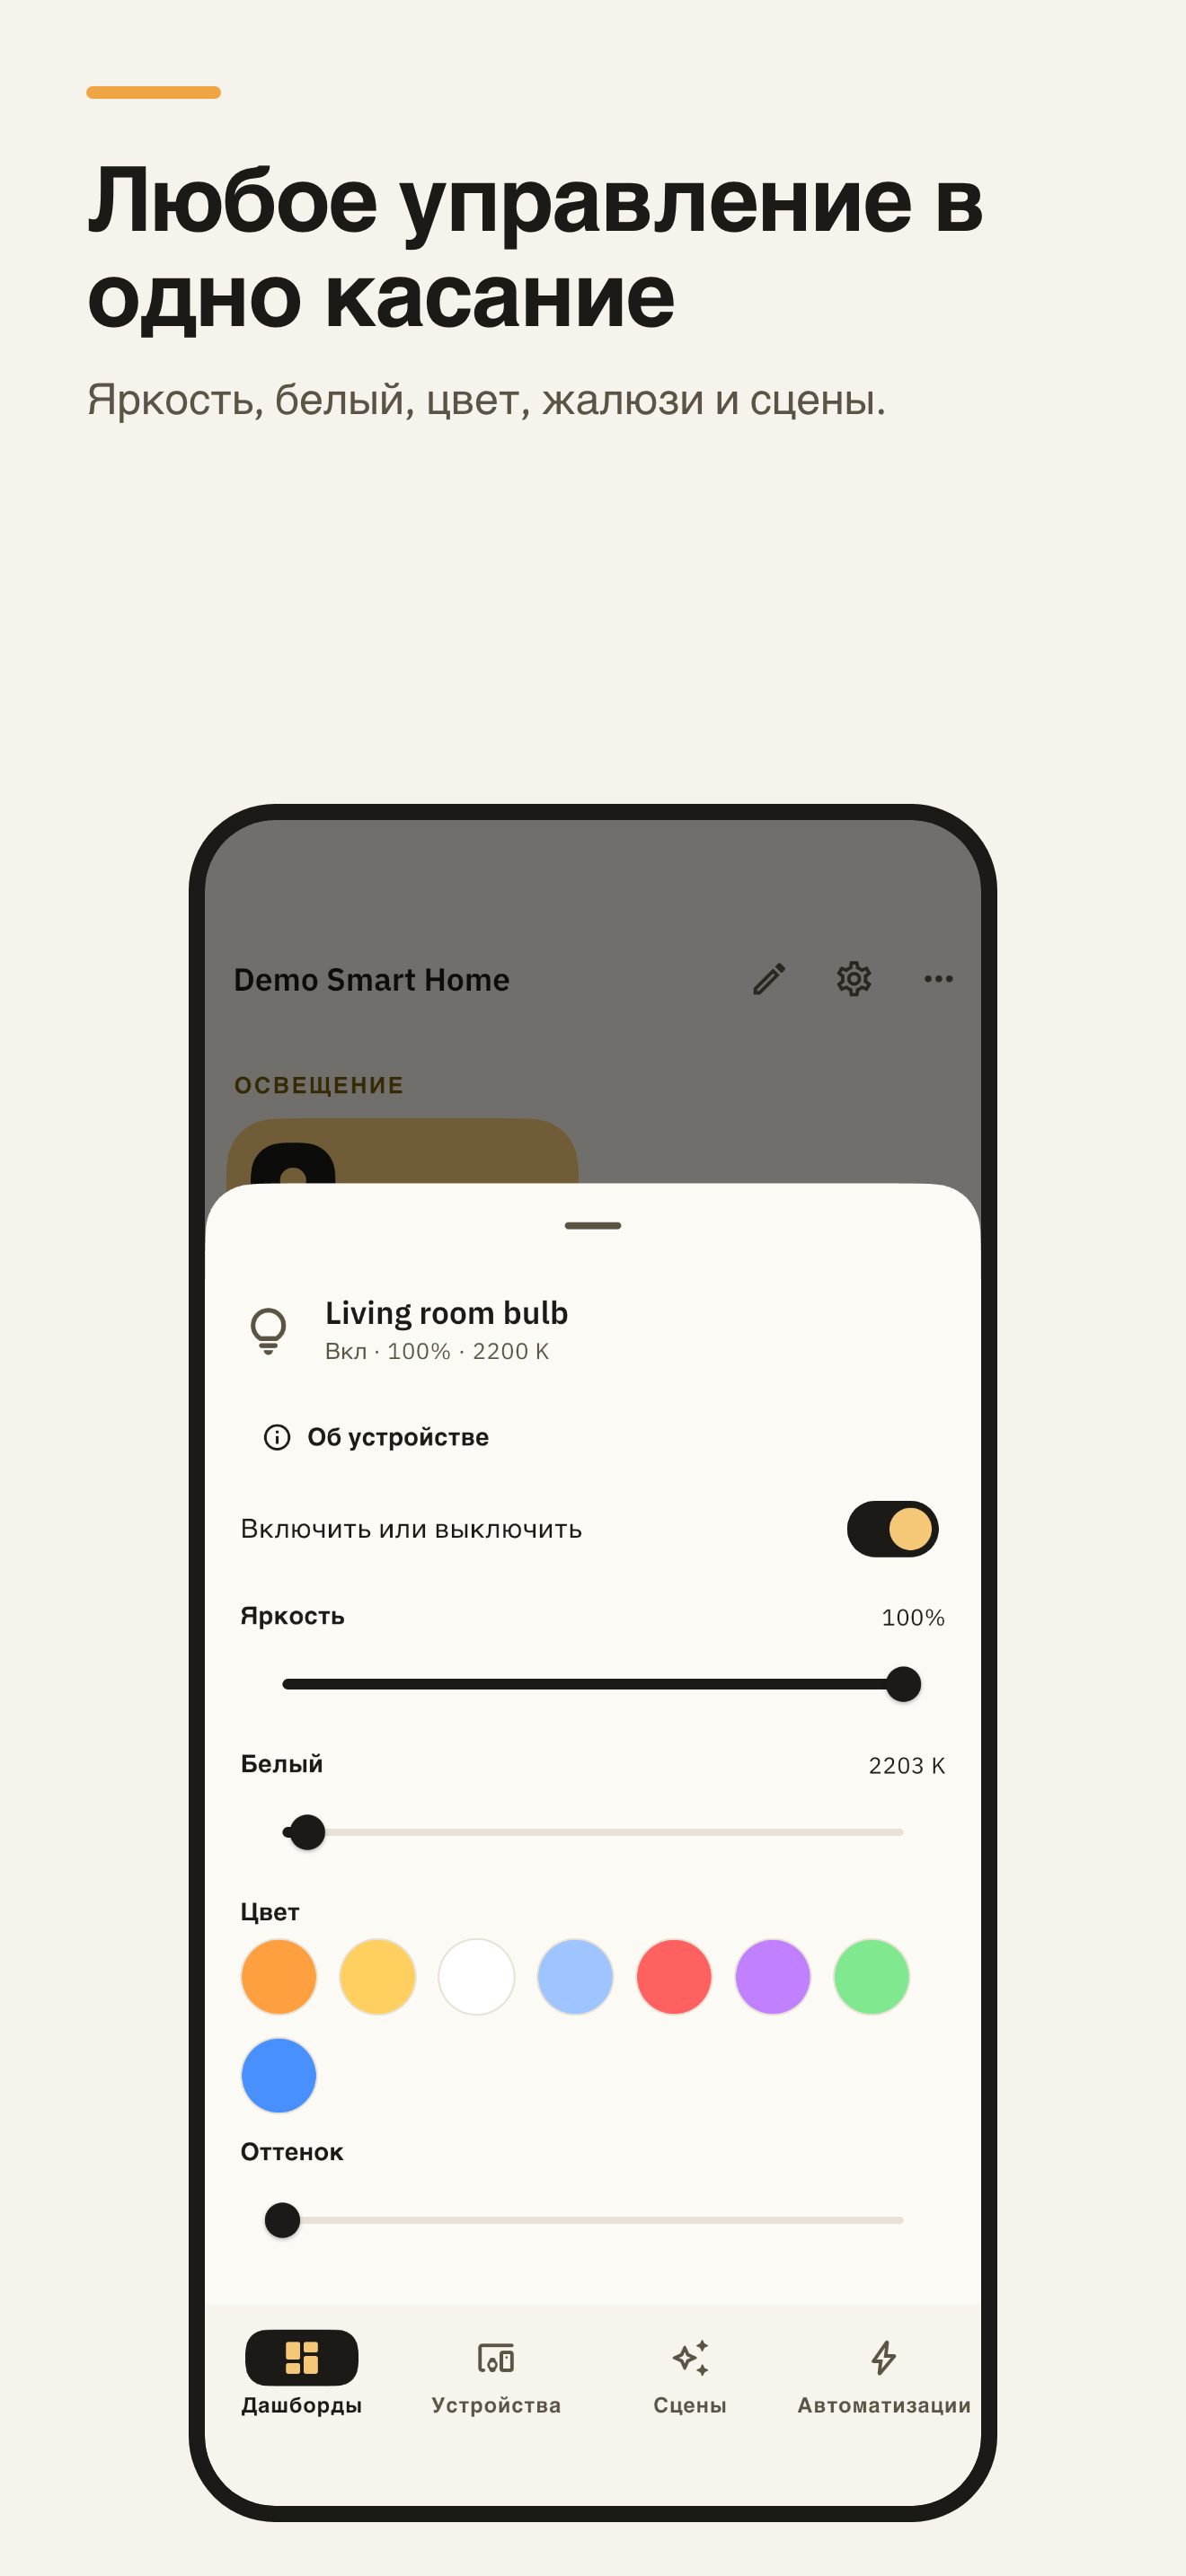 Любое управление в
одно касание
Яркость, белый, цвет, жалюзи и сцены.
Demo Smart Home
ОСВЕЩЕНИЕ
Living room bulb
Вкл · 100% · 2200 K
Об устройстве
Включить или выключить
Яркость
100%
Белый
2203 K
Цвет
Оттенок
Дашборды
Устройства
Сцены
Автоматизации